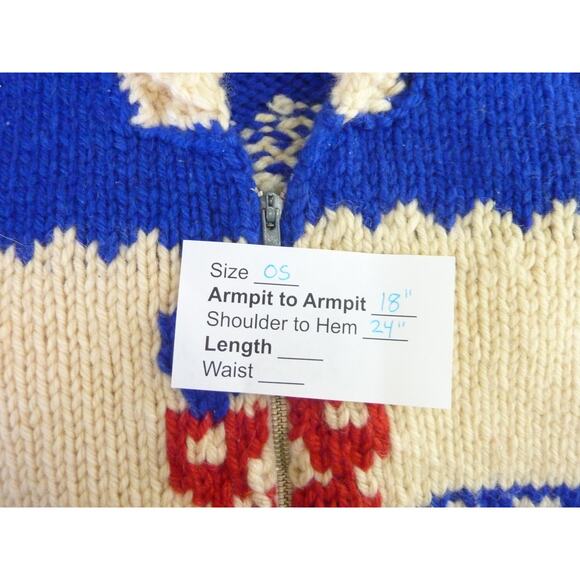 Size OS
Armpit to Armpit 18"
Shoulder to Hem 24"
Length
Waist